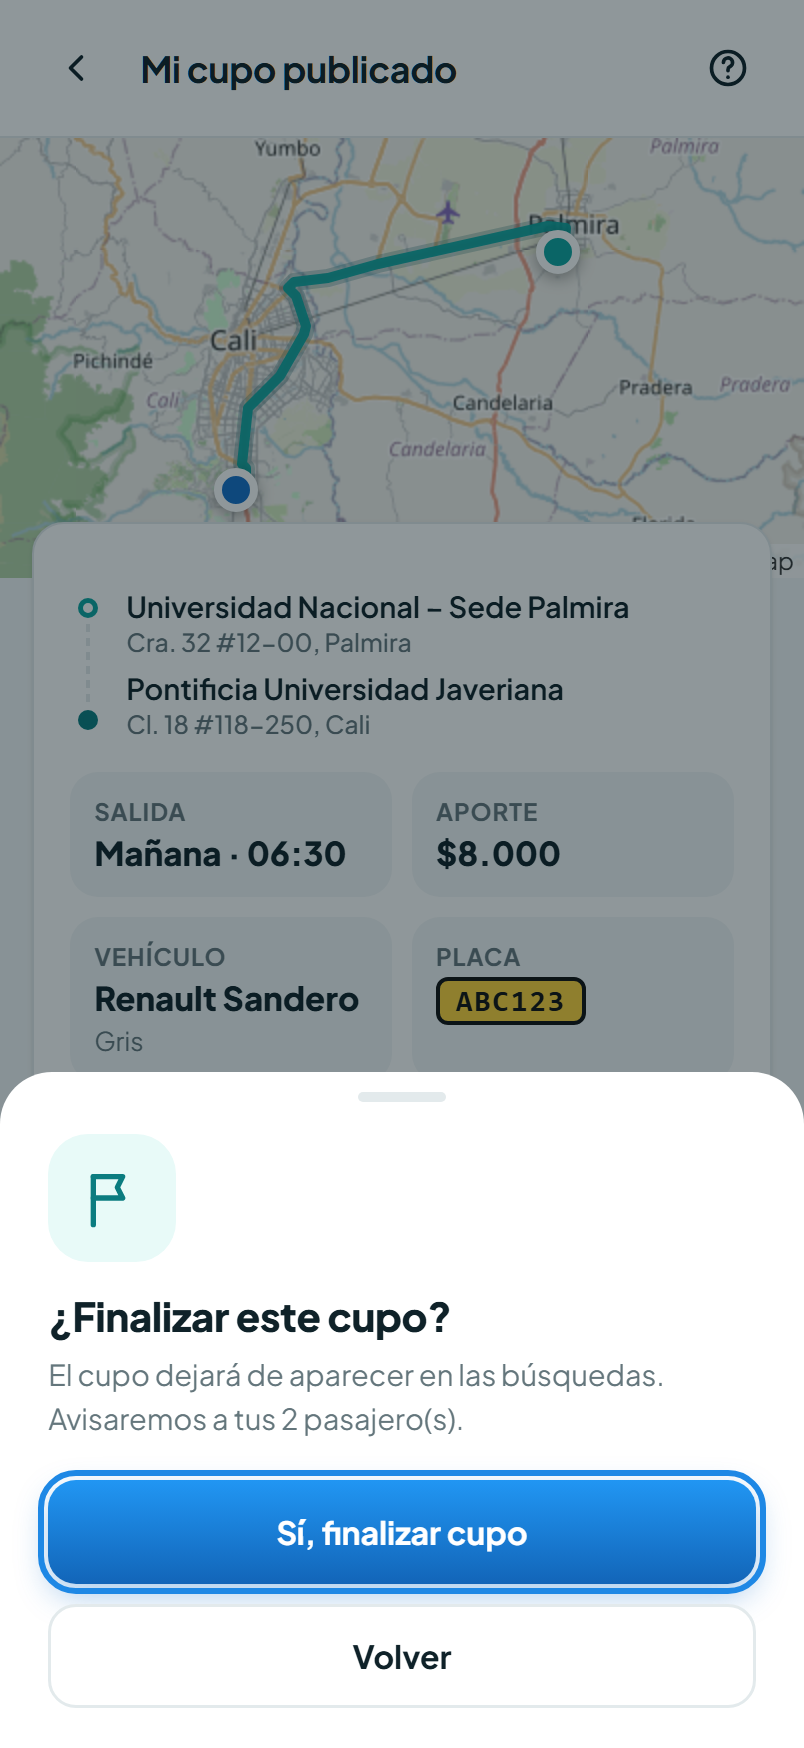 Mi cupo publicado
Yumbo
Palmira
Palmira
Cali
Pichindé
Cali
Pradera
Pradera
Candelaria
Candelaria
Universidad Nacional – Sede Palmira
Cra. 32 #12–00, Palmira
Pontificia Universidad Javeriana
Cl. 18 #118–250, Cali
SALIDA
Mañana · 06:30
APORTE
$8.000
VEHÍCULO
Renault Sandero
Gris
PLACA
ABC123
¿Finalizar este cupo?
El cupo dejará de aparecer en las búsquedas.
Avisaremos a tus 2 pasajero(s).
Sí, finalizar cupo
Volver